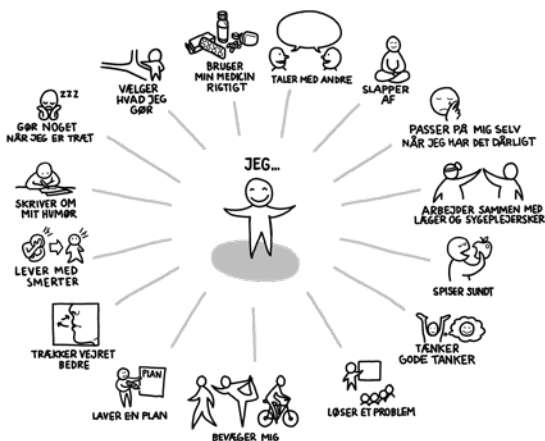 JEG...
BRUGER
MIN MEDICIN
RIGTIGT
TALER MED ANDRE
SLAPPER
AF
PASSER PÅ MIG SELV
NÅR JEG HAR DET DÅRLIGT
ARBEJDER SAMMEN MED
LÆGER OG SYGEPLEJERSKER
SPISER SUNDT
TÆNKER
GODE TANKER
LØSER ET PROBLEM
BEVÆGER MIG
PLAN
LAVER EN PLAN
TRÆKKER VEJRET
BEDRE
LEVER MED
SMERTER
SKRIVER OM
MIT HUMØR
ZZZ
GØR NOGET
NÅR JEG ER TRÆT
VÆLGER
HVAD JEG
GØR